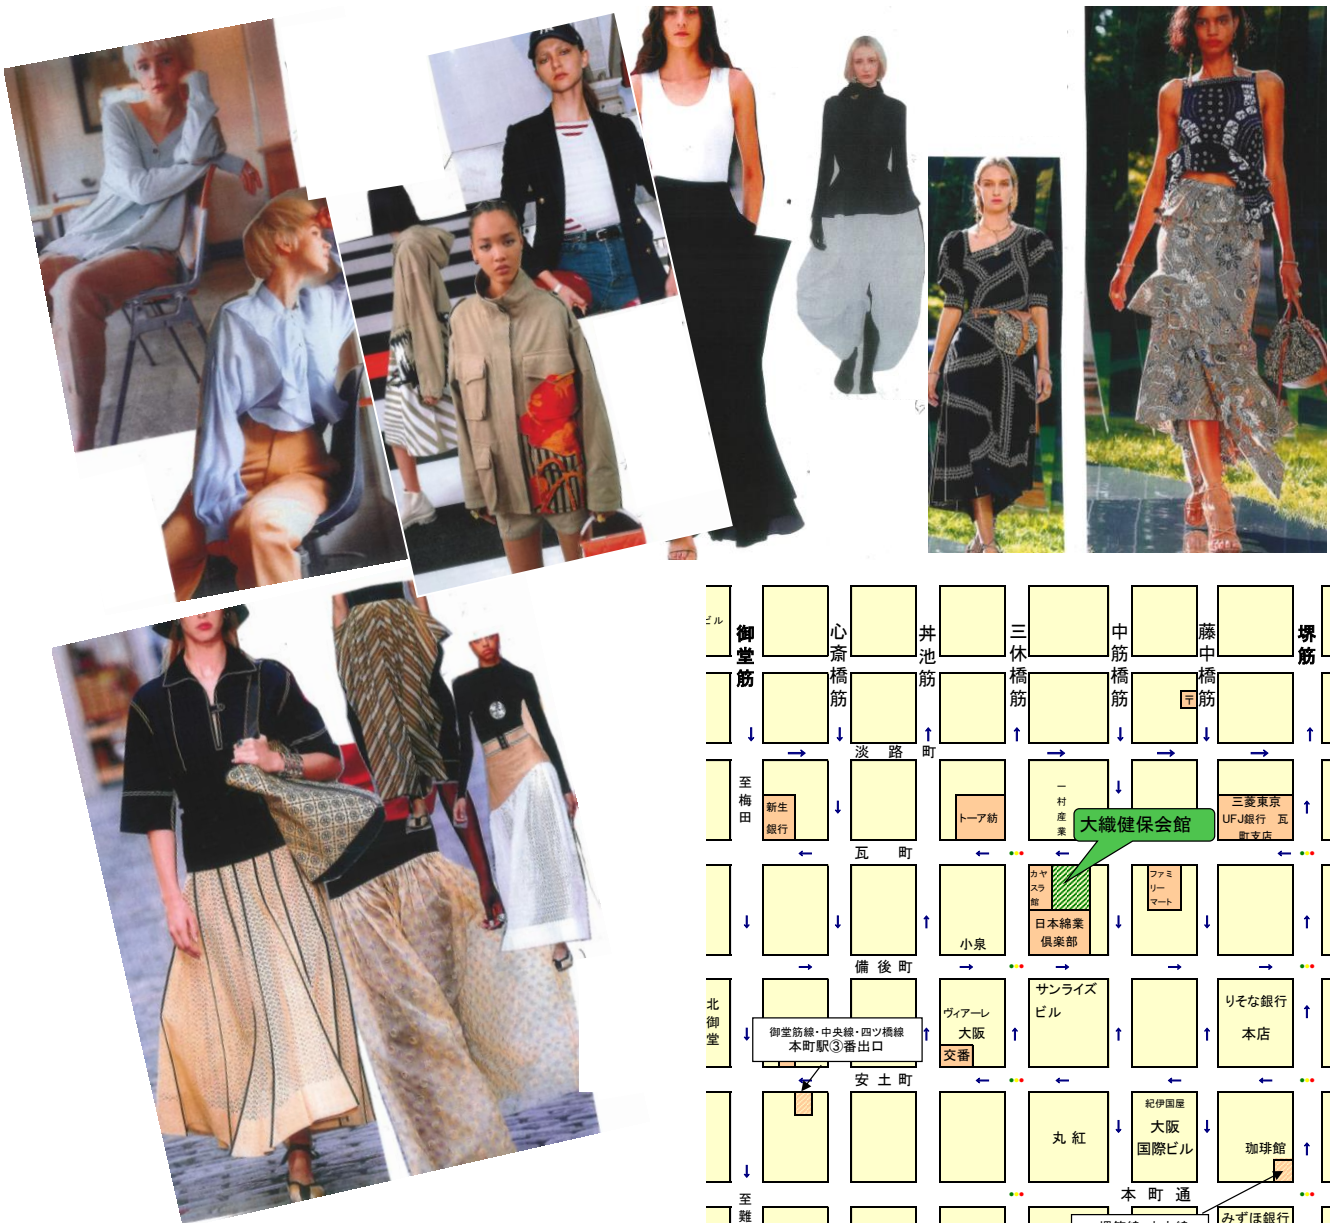 ビル
御堂筋
心斎橋筋
丼池筋
三休橋筋
中筋橋筋
藤中橋筋
堺筋
〒
淡路町
至梅田
新生
銀行
トーア紡
一村産業
大織健保会館
三菱東京
UFJ銀行 瓦
町支店
瓦町
カヤ
スラ
館
ファミ
リー
マート
日本綿業
倶楽部
小泉
備後町
北御堂
御堂筋線・中央線・四ツ橋線
本町駅③番出口
ヴィアーレ
大阪
交番
サンライズ
ビル
りそな銀行
本店
安土町
丸紅
紀伊国屋
大阪
国際ビル
珈琲館
本町通
至難
みずほ銀行